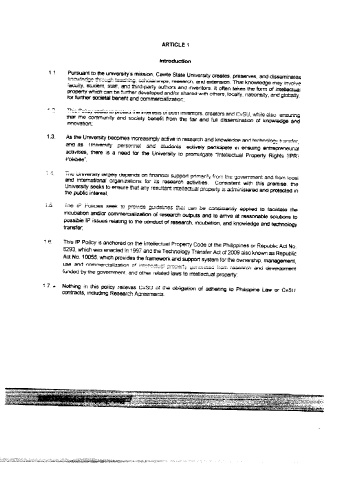 ARTICLE 1
Introduction
1.1 Pursuant to the university's mission, Cavite State University creates, preserves, and disseminates
knowledge through teaching, scholarships, research, and extension. That knowledge may involve
faculty, student, staff, and third-party authors and inventors. It often takes the form of intellectual
property which can be further developed and/or shared with others, locally, nationally, and globally,
for further societal benefit and commercialization.
1.2 interests of both inventors, creators and CvSU, while also ensuring
that the community and society benefit from the fair and full dissemination of knowledge and
innovation.
1.3. As the University becomes increasingly active in research and knowledge and technology transfer,
and as University personnel and students actively participate in ensuring entrepreneurial
activities, there is a need for the University to promulgate "Intellectual Property Rights (IPR)
Policies".
1.4. The university largely depends on financial support primarily from the government and from local
and international organizations for its research activities. Consistent with this premise, the
University seeks to ensure that any resultant intellectual property is administered and protected in
the public interest.
1.5. The IP Policies seek to provide guidelines that can be consistently applied to facilitate the
incubation and/or commercialization of research outputs and to arrive at reasonable solutions to
possible IP issues relating to the conduct of research, incubation, and knowledge and technology
transfer.
1.6. This IP Policy is anchored on the Intellectual Property Code of the Philippines or Republic Act No.
8293, which was enacted in 1997 and the Technology Transfer Act of 2009 also known as Republic
Act No. 10055, which provides the framework and support system for the ownership, management,
use and commercialization of intellectual property generated from research and development
funded by the government, and other related laws to intellectual property.
1.7. Nothing in this policy relieves CvSU of the obligation of adhering to Philippine Law or CvSU
contracts, including Research Agreements.